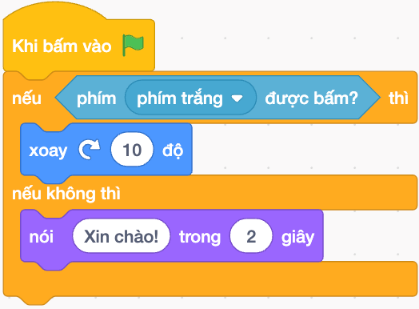 Khi bấm vào
nếu phím phím trắng được bấm? thì
xoay 10 độ
nếu không thì
nói Xin chào! trong 2 giây